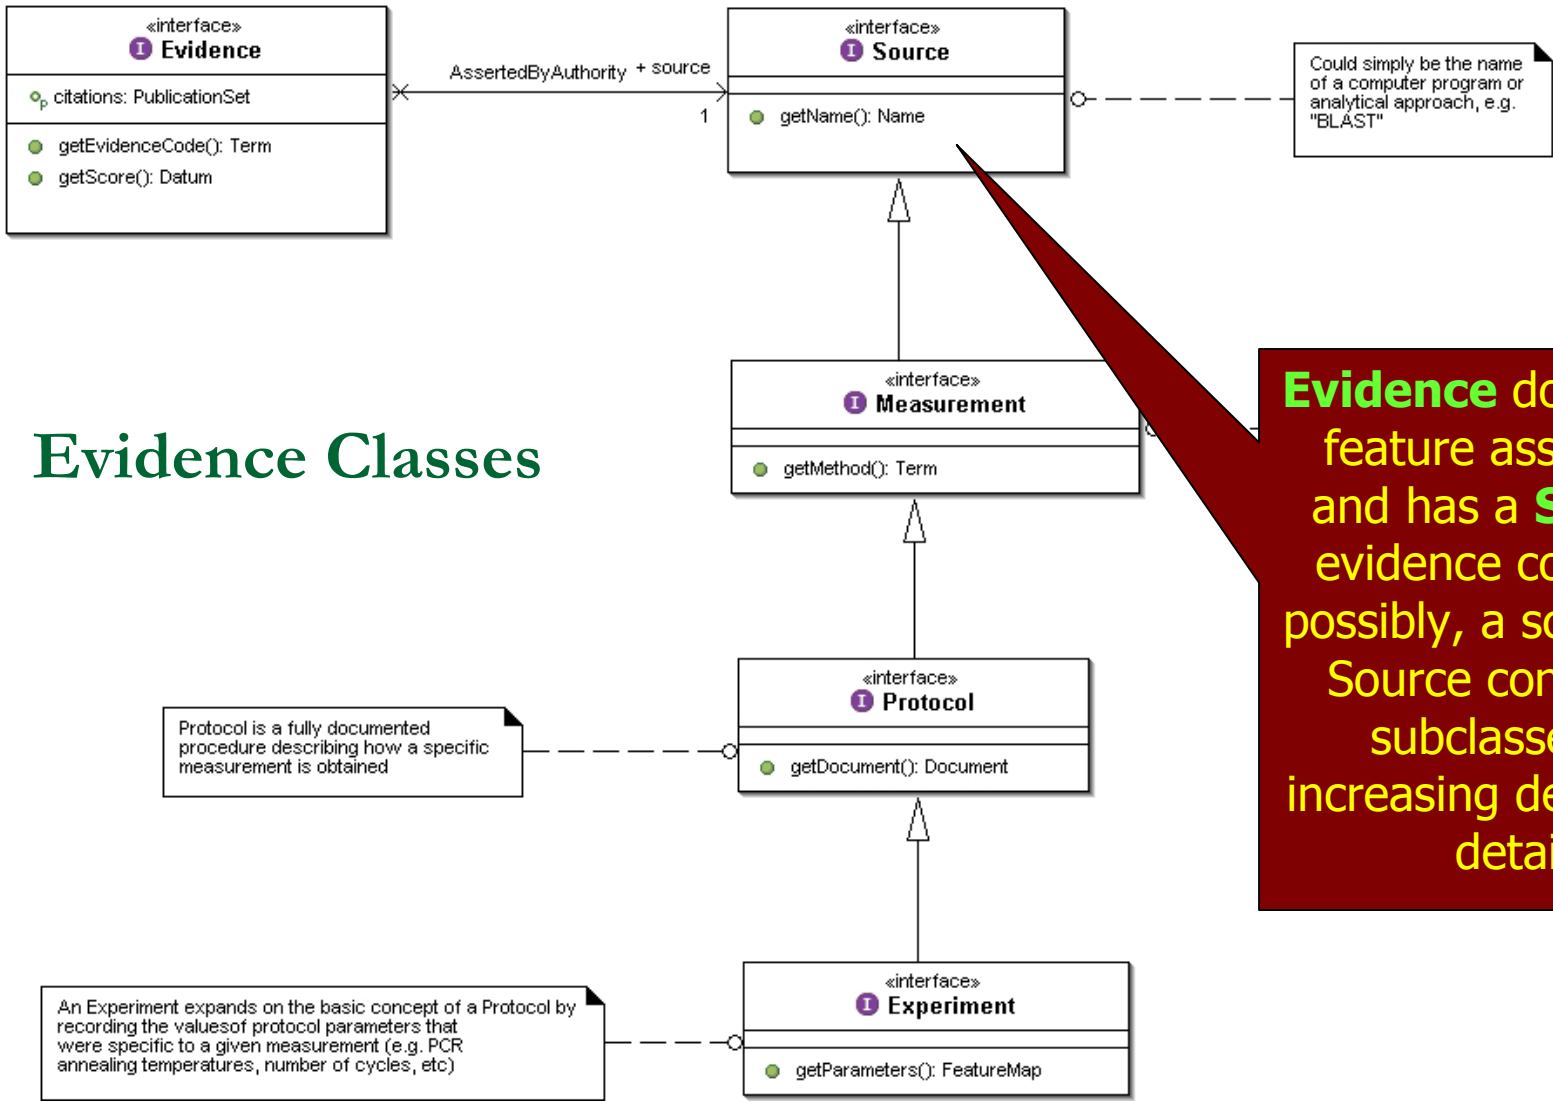 «interface»
Evidence
citations: PublicationSet
getEvidenceCode(): Term
getScore(): Datum
AssertedByAuthority
+ source
1
«interface»
Source
getName(): Name
Could simply be the name
of a computer program or
analytical approach, e.g.
"BLAST"
«interface»
Measurement
getMethod(): Term
Evidence Classes
Evidence
feature
and has a
evidence
possibly, a
Source
increasing
«interface»
Protocol
getDocument(): Document
Protocol is a fully documented
procedure describing how a specific
measurement is obtained
«interface»
Experiment
getParameters(): FeatureMap
An Experiment expands on the basic concept of a Protocol by
recording the valuesof protocol parameters that
were specific to a given measurement (e.g. PCR
annealing temperatures, number of cycles, etc)